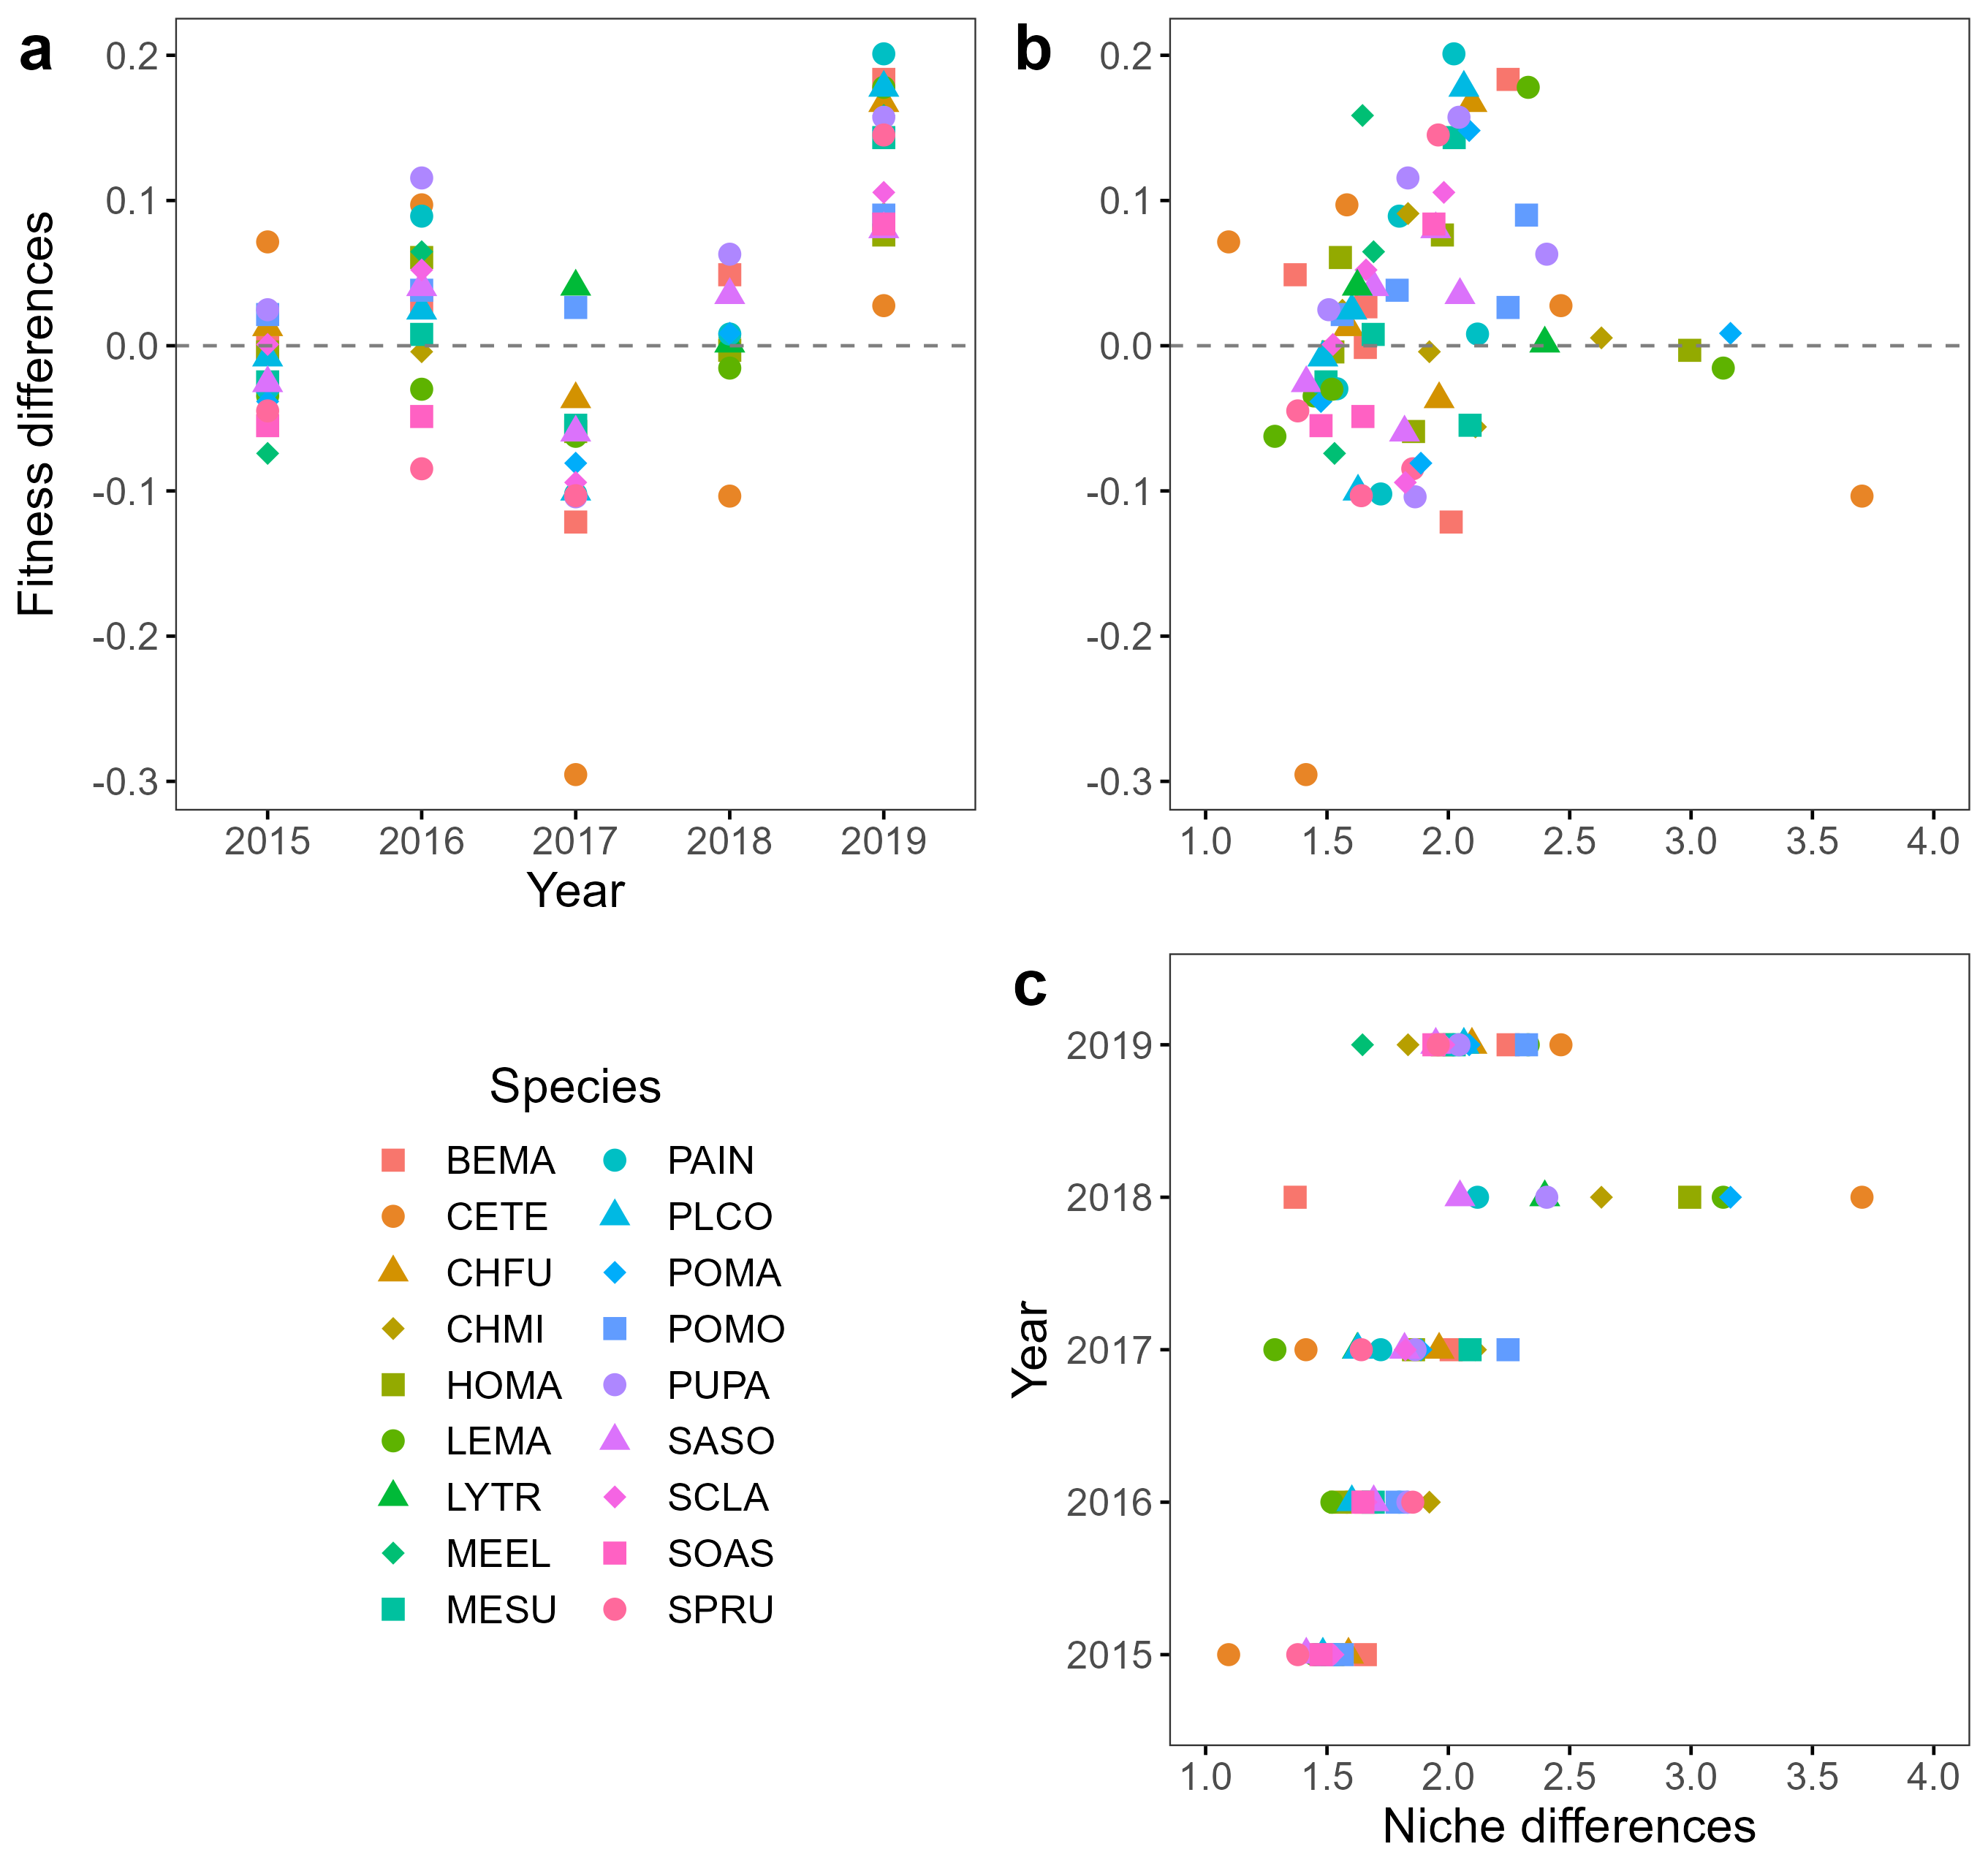 a
0.2
0.1
0.0
-0.1
-0.2
-0.3
Fitness differences
2015 2016 2017 2018 2019
Year
b
0.2
0.1
0.0
-0.1
-0.2
-0.3
1.0 1.5 2.0 2.5 3.0 3.5 4.0
Species
BEMA PAIN
CETE PLCO
CHFU POMA
CHMI POMO
HOMA PUPA
LEMA SASO
LYTR SCLA
MEEL SOAS
MESU SPRU
c
2019
2018
2017
2016
2015
Year
1.0 1.5 2.0 2.5 3.0 3.5 4.0
Niche differences